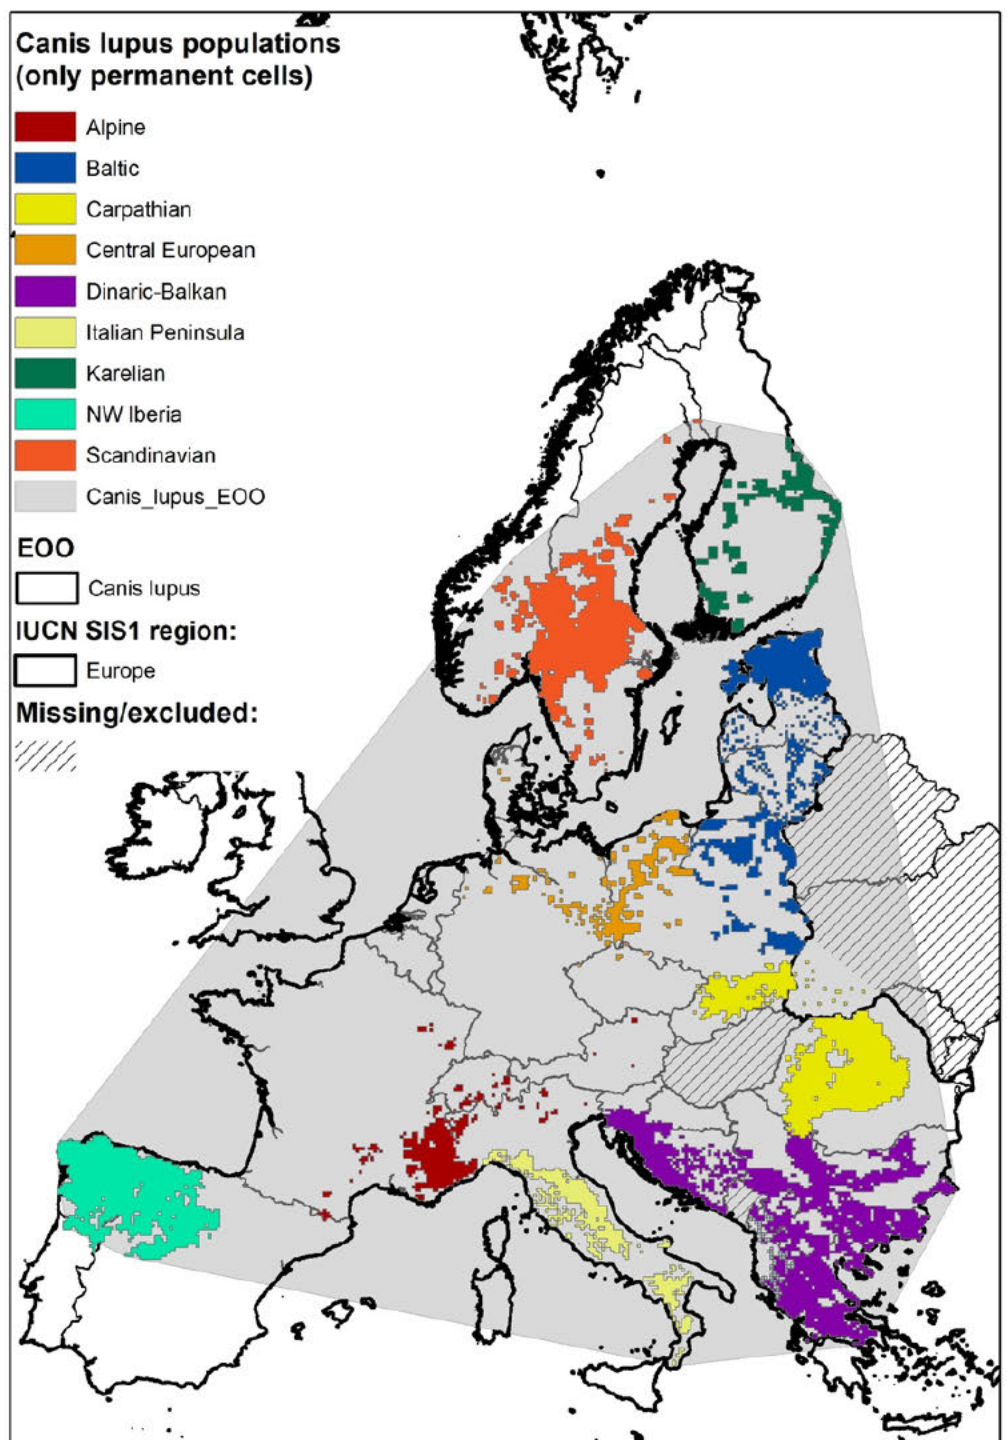 Canis lupus populations
(only permanent cells)
Alpine
Baltic
Carpathian
Central European
Dinaric-Balkan
Italian Peninsula
Karelian
NW Iberia
Scandinavian
Canis_lupus_EOO
EOO
Canis lupus
IUCN SIS1 region:
Europe
Missing/excluded: